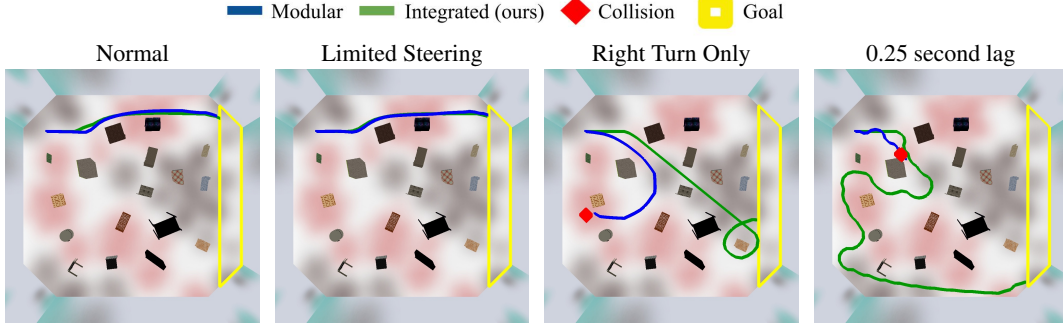 Modular Integrated (ours) Collision Goal
Normal Limited Steering Right Turn Only 0.25 second lag